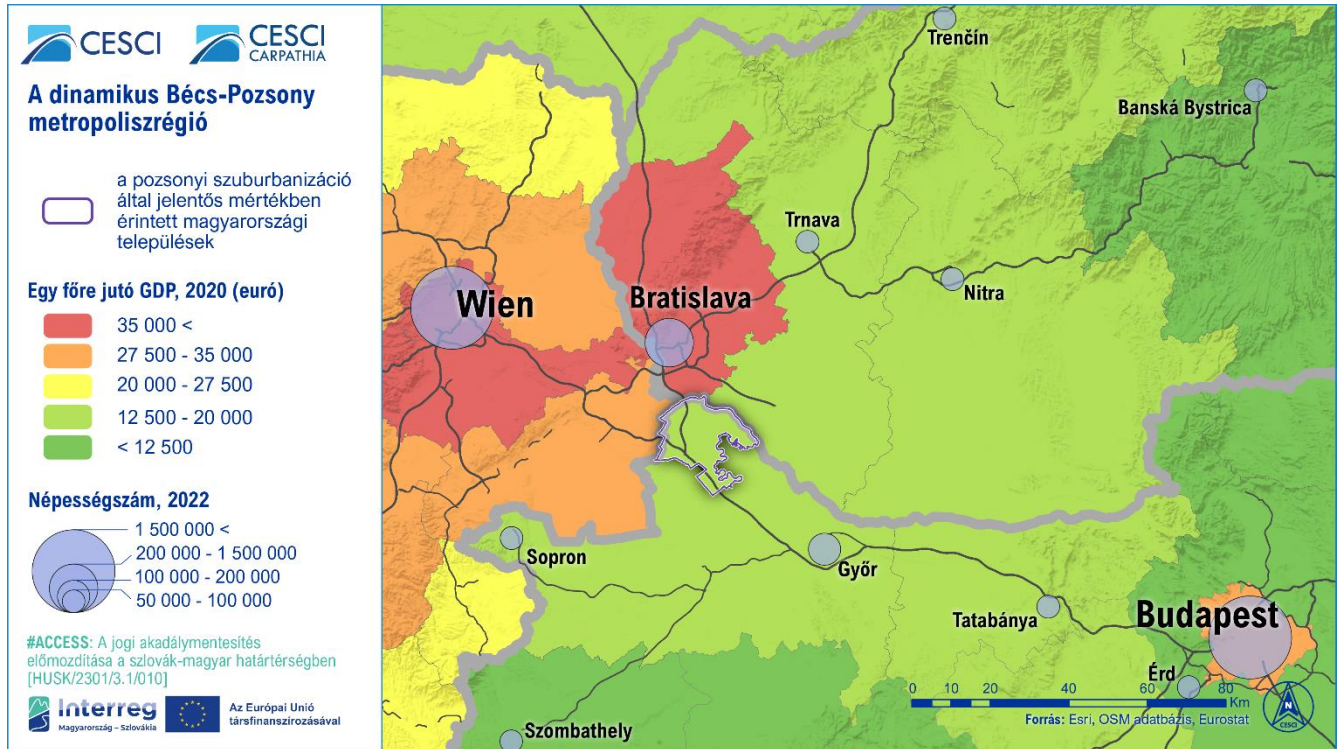 CESCI
CESCI
CARPATHIA
A dinamikus Bécs-Pozsony
metropoliszrégió
a pozsonyi szuburbanizáció
által jelentős mértékben
érintett magyarországi
települések
Egy főre jutó GDP, 2020 (euró)
35 000 <
27 500 - 35 000
20 000 - 27 500
12 500 - 20 000
< 12 500
Népességszám, 2022
1 500 000 <
200 000 - 1 500 000
100 000 - 200 000
50 000 - 100 000
#ACCESS: A jogi akadálymentesítés
előmozdítása a szlovák-magyar határtérségben
[HUSK/2301/3.1/010]
Interreg
Magyarország – Szlovákia
Az Európai Unió
társfinanszírozásával
Trenčín
Banská Bystrica
Trnava
Nitra
Wien
Bratislava
Sopron
Győr
Tatabánya
Budapest
Érd
Szombathely
0 10 20 40 60 80
Km
Forrás: Esri, OSM adatbázis, Eurostat
N
CESCI